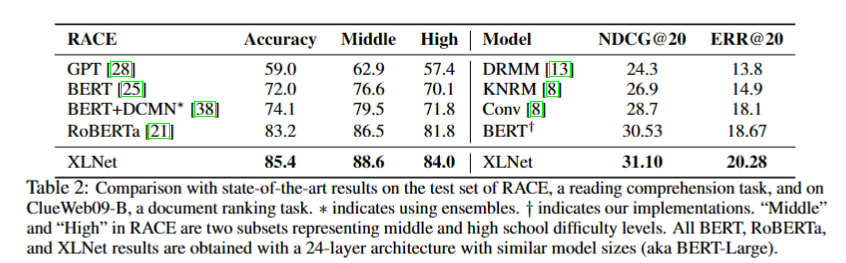 RACE Accuracy Middle High Model NDCG@20 ERR@20
GPT [28] 59.0 62.9 57.4 DRMM [13] 24.3 13.8
BERT [25] 72.0 76.6 70.1 KNRM [8] 26.9 14.9
BERT+DCMN* [38] 74.1 79.5 71.8 Conv [8] 28.7 18.1
RoBERTa [21] 83.2 86.5 81.8 BERT† 30.53 18.67
XLNet 85.4 88.6 84.0 XLNet 31.10 20.28
Table 2: Comparison with state-of-the-art results on the test set of RACE, a reading comprehension task, and on
ClueWeb09-B, a document ranking task. ∗ indicates using ensembles. † indicates our implementations. “Middle”
and “High” in RACE are two subsets representing middle and high school difficulty levels. All BERT, RoBERTa,
and XLNet results are obtained with a 24-layer architecture with similar model sizes (aka BERT-Large).